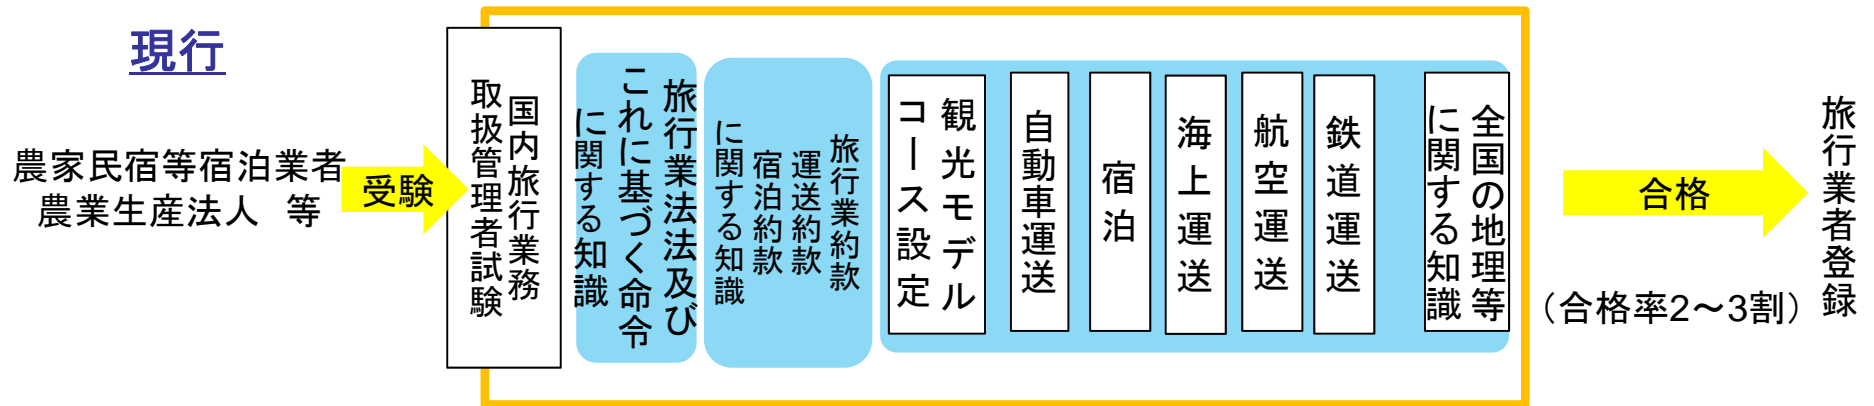 現行
農家民宿等宿泊業者
農業生産法人 等
受験
国内旅行業務
取扱管理者試験
旅行業法法及び
これに基づく命令
に関する知識
旅行業約款
運送約款
宿泊約款
に関する知識
観光モデル
コース設定
自動車運送
宿泊
海上運送
航空運送
鉄道運送
全国の地理等
に関する知識
合格
（合格率2～3割）
旅行業者登録